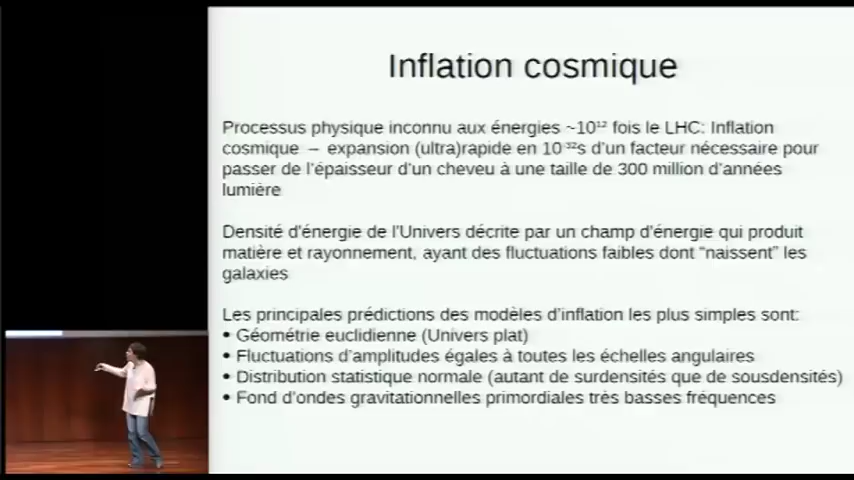 Inflation cosmique
Processus physique inconnu aux énergies ~10¹² fois le LHC: Inflation
cosmique – expansion (ultra)rapide en 10⁻³²s d'un facteur nécessaire pour
passer de l'épaisseur d'un cheveu à une taille de 300 million d'années
lumière
Densité d'énergie de l'Univers décrite par un champ d'énergie qui produit
matière et rayonnement, ayant des fluctuations faibles dont "naissent" les
galaxies
Les principales prédictions des modèles d'inflation les plus simples sont:
• Géométrie euclidienne (Univers plat)
• Fluctuations d'amplitudes égales à toutes les échelles angulaires
• Distribution statistique normale (autant de surdensités que de sousdensités)
• Fond d'ondes gravitationnelles primordiales très basses fréquences